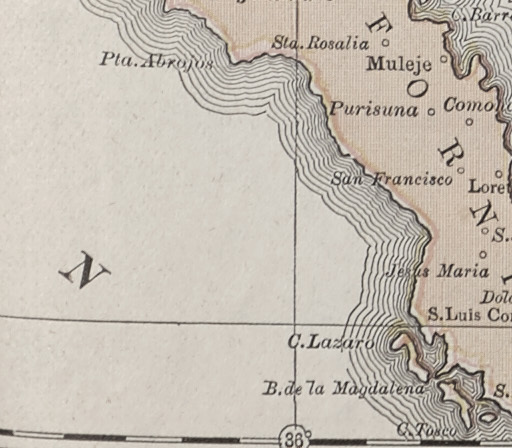 F
C. Barr
Sta. Rosalia
Pta. Abrojos
Muleje
O
Purisuna
Como
R
San Francisco
Lore
N
S.
Jesus Maria
I
Dolo
S. Luis Co
C. Lazaro
B. de la Magdalena
S.
C. Tosco
N
36°